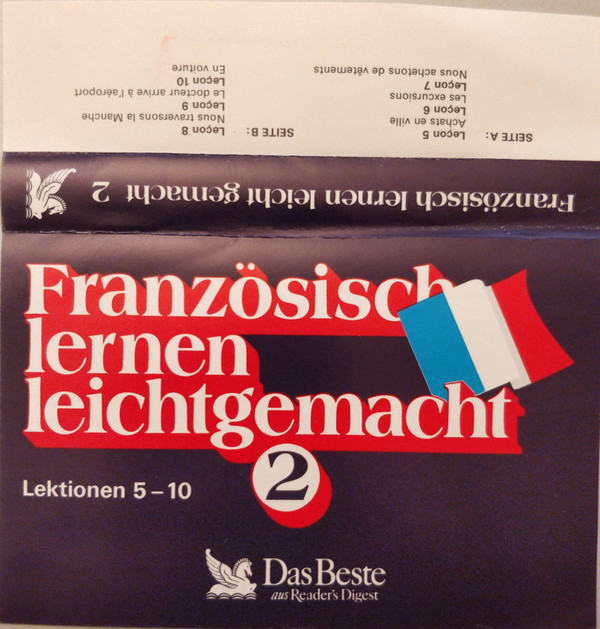 SEITE A:
Leçon 5
Achats en ville
Leçon 6
Les excursions
Leçon 7
Nous achetons de vêtements
SEITE B:
Leçon 8
Nous traversons la Manche
Leçon 9
Le docteur arrive à l'aéroport
Leçon 10
En voiture
Französisch lernen leicht gemacht 2
Französisch
lernen
leichtgemacht
2
Lektionen 5 – 10
Das Beste
aus Reader's Digest